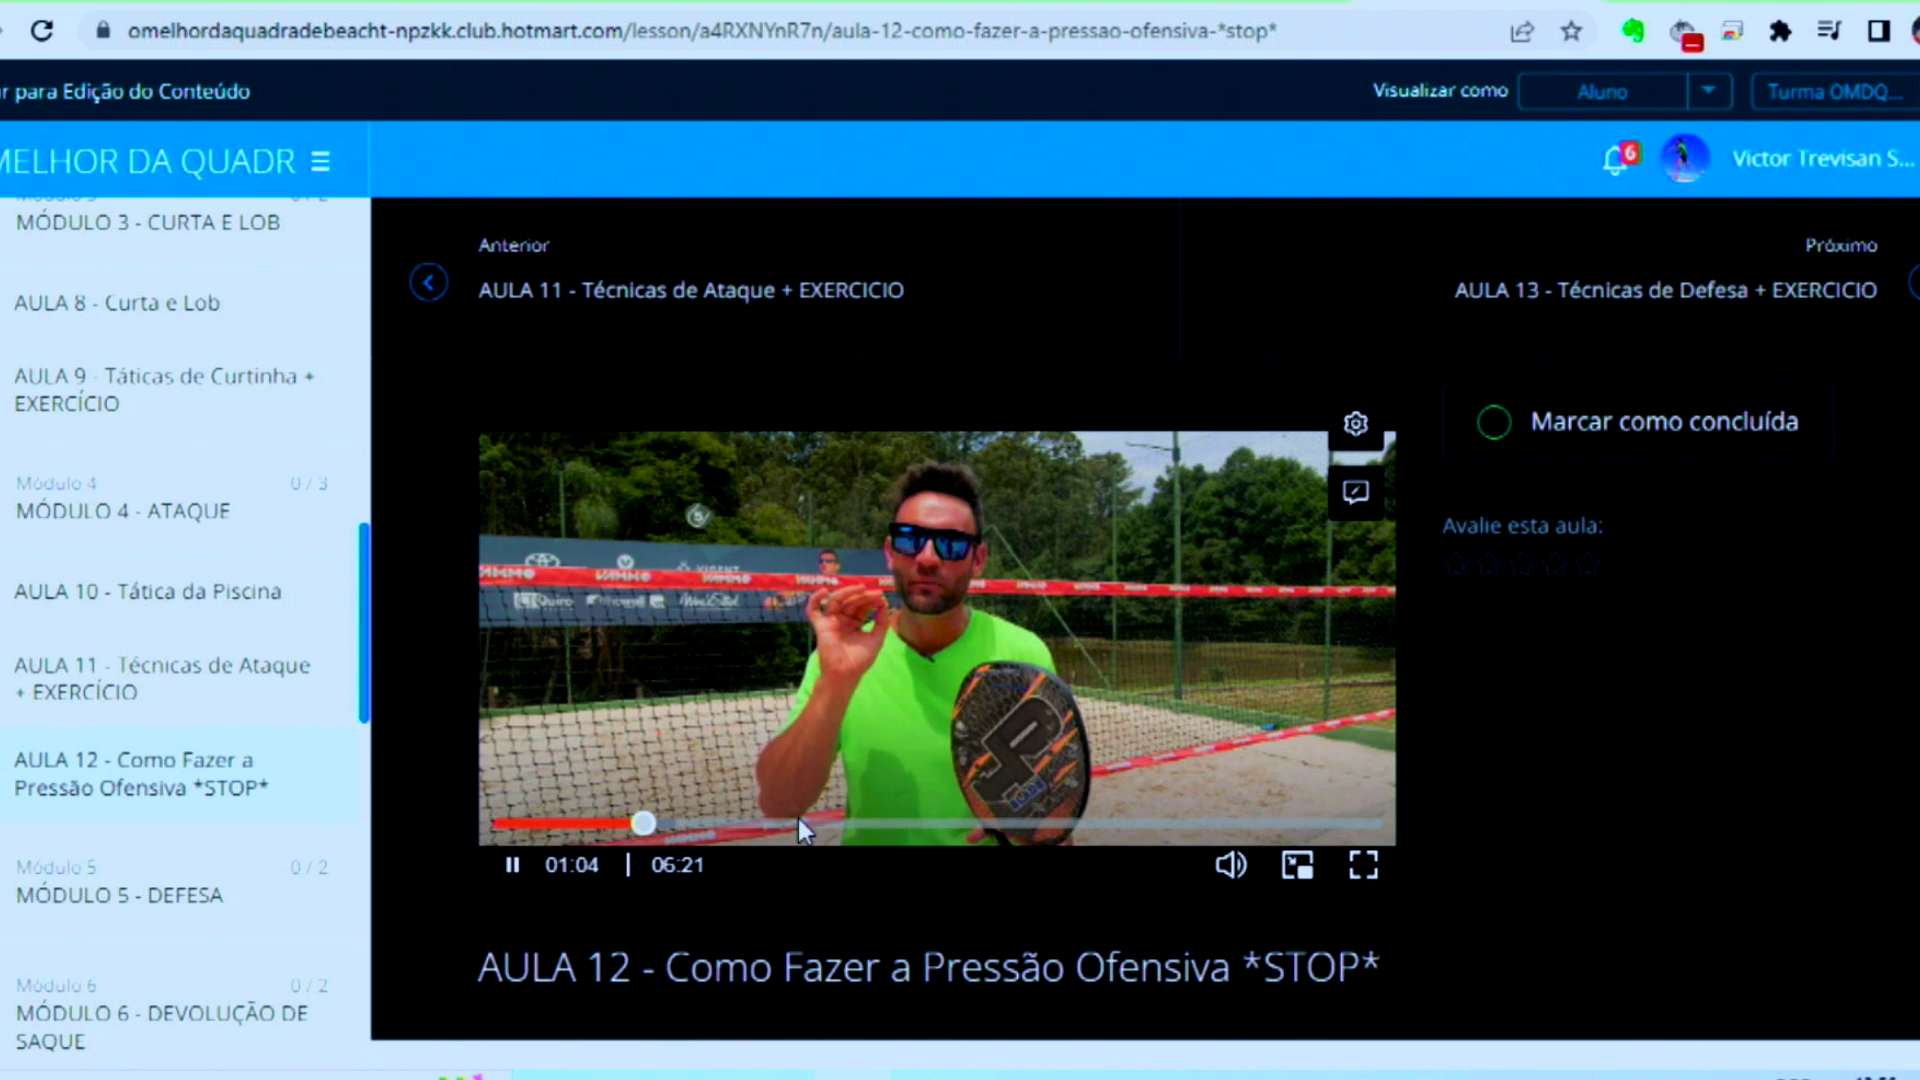 omelhordaquadradebeacht-npzkk.club.hotmart.com/lesson/a4RXNYnR7n/aula-12-como-fazer-a-pressao-ofensiva-*stop*
r para Edição do Conteúdo
Visualizar como
Aluno
Turma OMDQ...
MELHOR DA QUADR
6
Victor Trevisan S...
MÓDULO 3 - CURTA E LOB
AULA 8 - Curta e Lob
AULA 9 - Táticas de Curtinha +
EXERCÍCIO
Módulo 4
0 / 3
MÓDULO 4 - ATAQUE
AULA 10 - Tática da Piscina
AULA 11 - Técnicas de Ataque
+ EXERCÍCIO
AULA 12 - Como Fazer a
Pressão Ofensiva *STOP*
Módulo 5
0 / 2
MÓDULO 5 - DEFESA
Módulo 6
0 / 2
MÓDULO 6 - DEVOLUÇÃO DE
SAQUE
Anterior
AULA 11 - Técnicas de Ataque + EXERCICIO
Próximo
AULA 13 - Técnicas de Defesa + EXERCICIO
Marcar como concluída
Avalie esta aula:
01:04 | 06:21
AULA 12 - Como Fazer a Pressão Ofensiva *STOP*